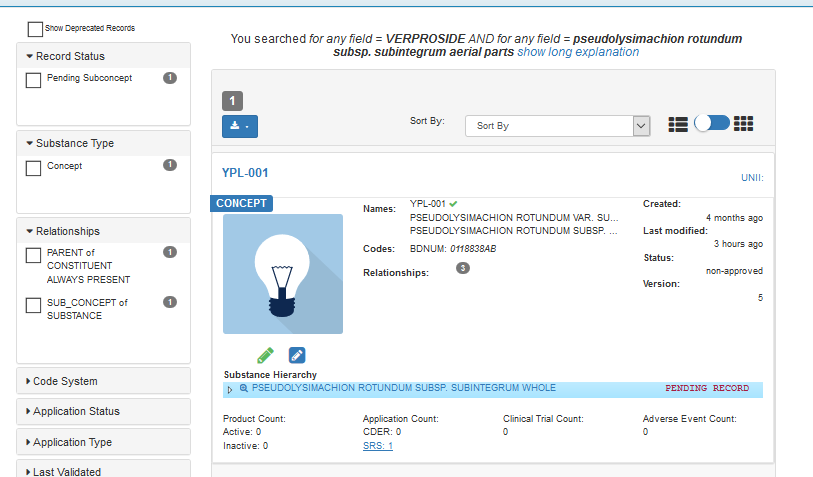 Show Deprecated Records
Record Status
Pending Subconcept 1
Substance Type
Concept 1
Relationships
PARENT of 1
CONSTITUENT
ALWAYS PRESENT
SUB_CONCEPT of 1
SUBSTANCE
Code System
Application Status
Application Type
Last Validated
You searched for any field = VERPROSIDE AND for any field = pseudolysimachion rotundum
subsp. subintegrum aerial parts show long explanation
1
Sort By: Sort By
YPL-001
UNII:
CONCEPT
Names: YPL-001
PSEUDOLYSIMACHION ROTUNDUM VAR. SU...
PSEUDOLYSIMACHION ROTUNDUM SUBSP. ...
Codes: BDNUM: 0118838AB
Relationships: 3
Created:
4 months ago
Last modified:
3 hours ago
Status:
non-approved
Version:
5
Substance Hierarchy
PSEUDOLYSIMACHION ROTUNDUM SUBSP. SUBINTEGRUM WHOLE PENDING RECORD
Product Count: Application Count: Clinical Trial Count: Adverse Event Count:
Active: 0 CDER: 0 0 0
Inactive: 0 SRS: 1